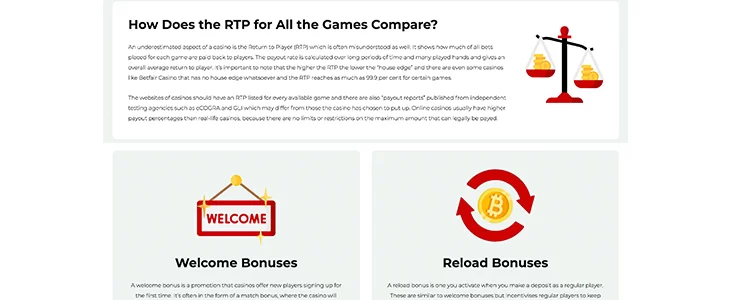 How Does the RTP for All the Games Compare?
An underestimated aspect of a casino is the Return to Player (RTP) which is often misunderstood as well. It shows how much of all bets
placed for each game are paid back to players. The payout rate is calculated over long periods of time and many played hands and gives an
overall average return to player. It's important to note that the higher the RTP the lower the "house edge" and there are even some casinos
like Betfair Casino that has no house edge whatsoever and the RTP reaches as much as 99.9 per cent for certain games.
The websites of casinos should have an RTP listed for every available game and there are also "payout reports" published from independent
testing agencies such as eCOGRA and GLI which may differ from those the casino has chosen to put up. Online casinos usually have higher
payout percentages than real-life casinos, because there are no limits or restrictions on the maximum amount that can legally be payed.
WELCOME
Welcome Bonuses
A welcome bonus is a promotion that casinos offer new players signing up for
the first time. It's often in the form of a match bonus, where the casino will
Reload Bonuses
A reload bonus is one you activate when you make a deposit as a regular player.
These are similar to welcome bonuses but incentivises regular players to keep